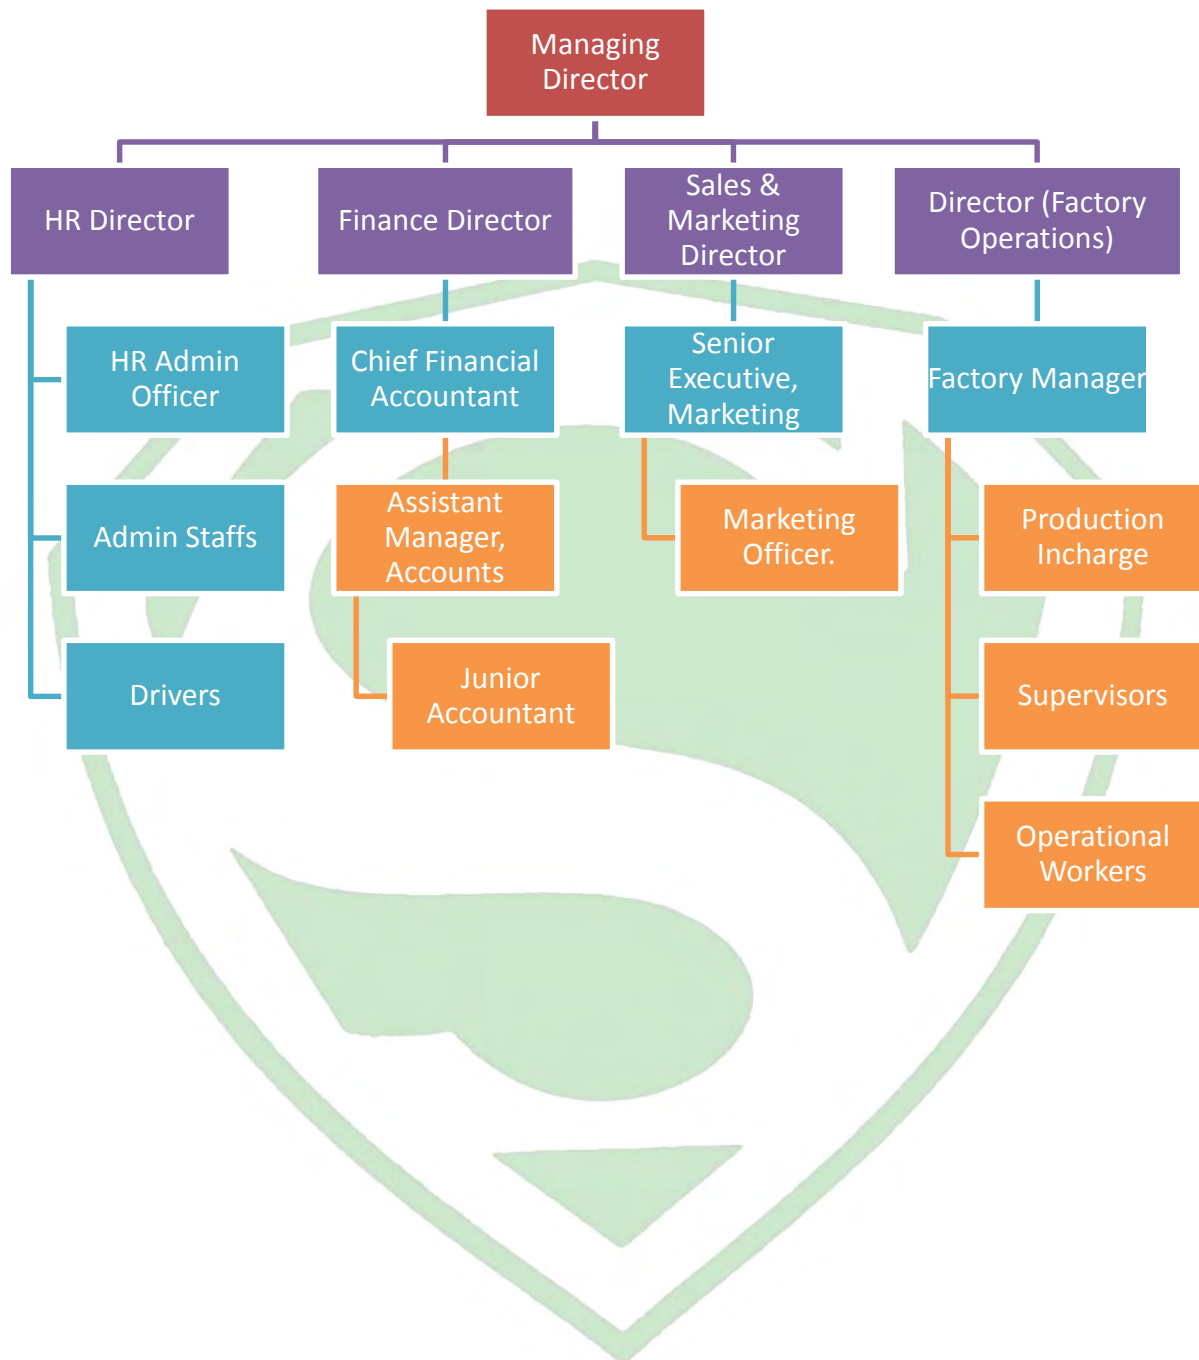 Managing
Director
HR Director
Finance Director
Sales &
Marketing
Director
Director (Factory
Operations)
HR Admin
Officer
Chief Financial
Accountant
Senior
Executive,
Marketing
Factory Manager
Admin Staffs
Assistant
Manager,
Accounts
Marketing
Officer.
Production
Incharge
Drivers
Junior
Accountant
Supervisors
Operational
Workers